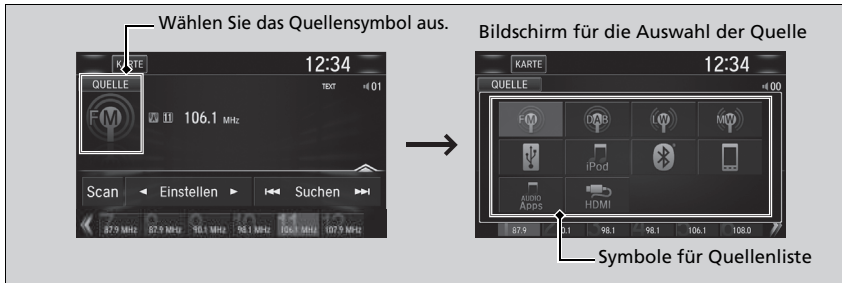 Wählen Sie das Quellensymbol aus.
Bildschirm für die Auswahl der Quelle
12:34
QUELLE
TEXT
01
FM
11 106.1 MHz
Scan ◄ Einstellen ► ⏮ Suchen ⏭
87.9 MHz 87.9 MHz 90.1 MHz 98.1 MHz 106.1 MHz 107.9 MHz
KARTE 12:34
QUELLE 00
FM DAB LW MW
iPod
AUDIO Apps HDMI
87.9 98.1 98.1 106.1 108.0
Symbole für Quellenliste